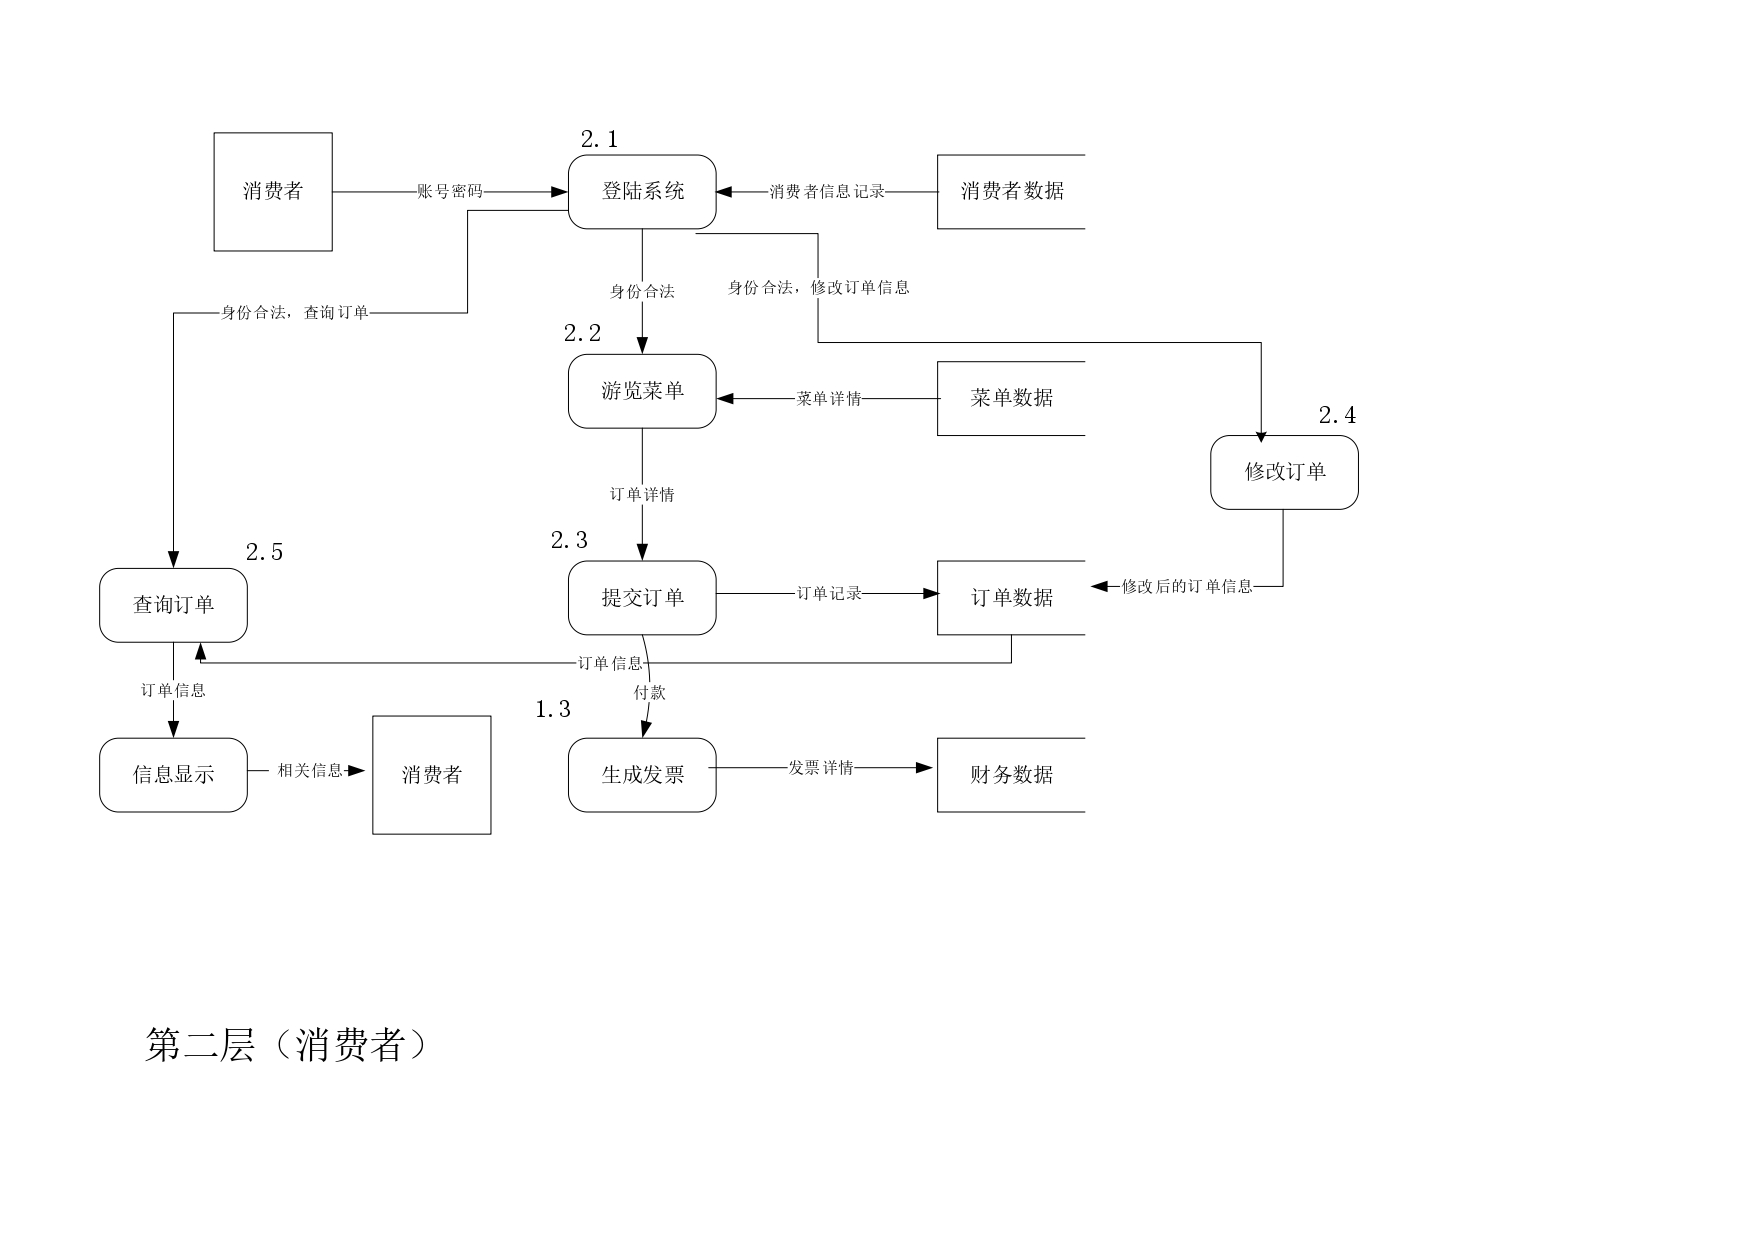 2.1
消费者
账号密码
登陆系统
消费者信息记录
消费者数据
身份合法，修改订单信息
身份合法
身份合法，查询订单
2.2
游览菜单
菜单详情
菜单数据
2.4
修改订单
订单详情
2.3
2.5
提交订单
订单记录
订单数据
修改后的订单信息
查询订单
订单信息
订单信息
付款
1.3
信息显示
相关信息
消费者
生成发票
发票详情
财务数据
第二层（消费者）